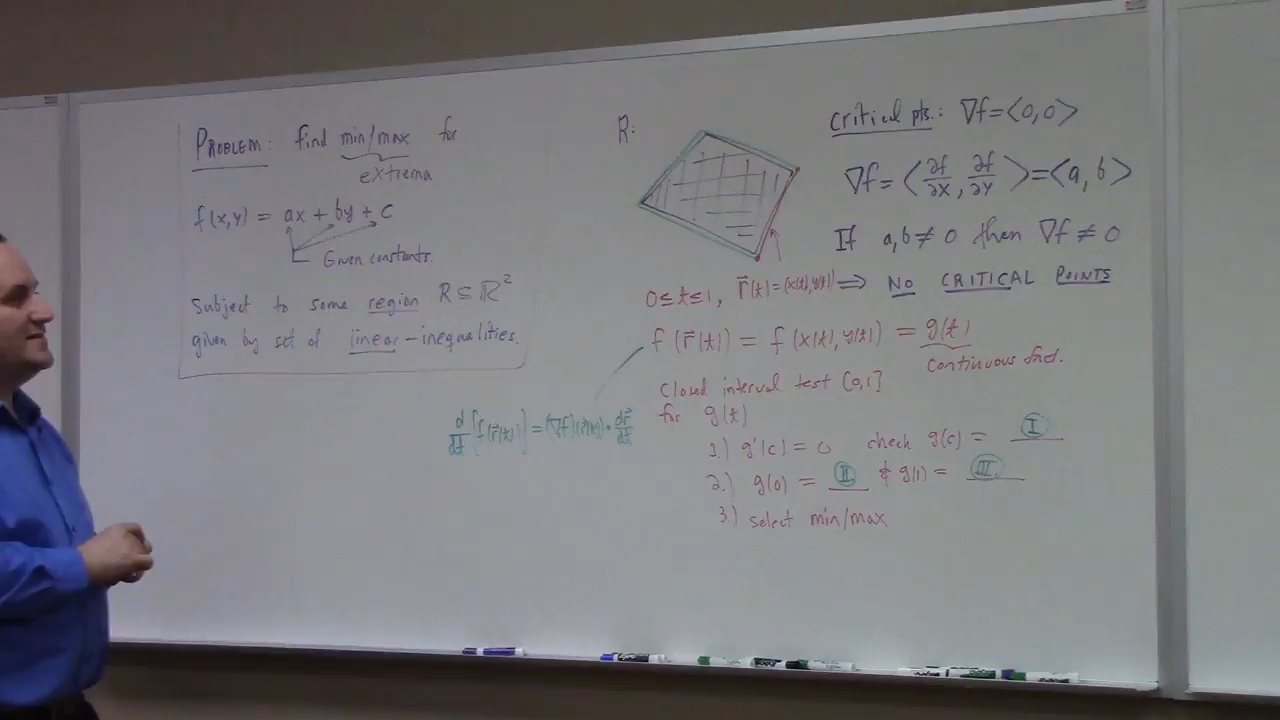 PROBLEM: find min/max for
extrema
f(x,y) = ax + by + c
Given constants.
Subject to some region R ⊆ ℝ²
given by set of linear-inequalities.
R:
Critical pts.: ∇f = <0,0>
∇f = <∂f/∂x, ∂f/∂y> = <a, b>
If a,b ≠ 0 then ∇f ≠ 0
0 ≤ t ≤ 1, r⃗(t) = (x(t),y(t)) ⟹ NO CRITICAL POINTS
f(r⃗(t)) = f(x(t), y(t)) = g(t)
continuous fnct.
Closed interval test [0,1]
for g(t)
d/dt [f(r⃗(t))] = (∇f)(r⃗(t)) • dr⃗/dt
1.) g'(c) = 0 check g(c) = I
2.) g(0) = II & g(1) = III
3.) select min/max